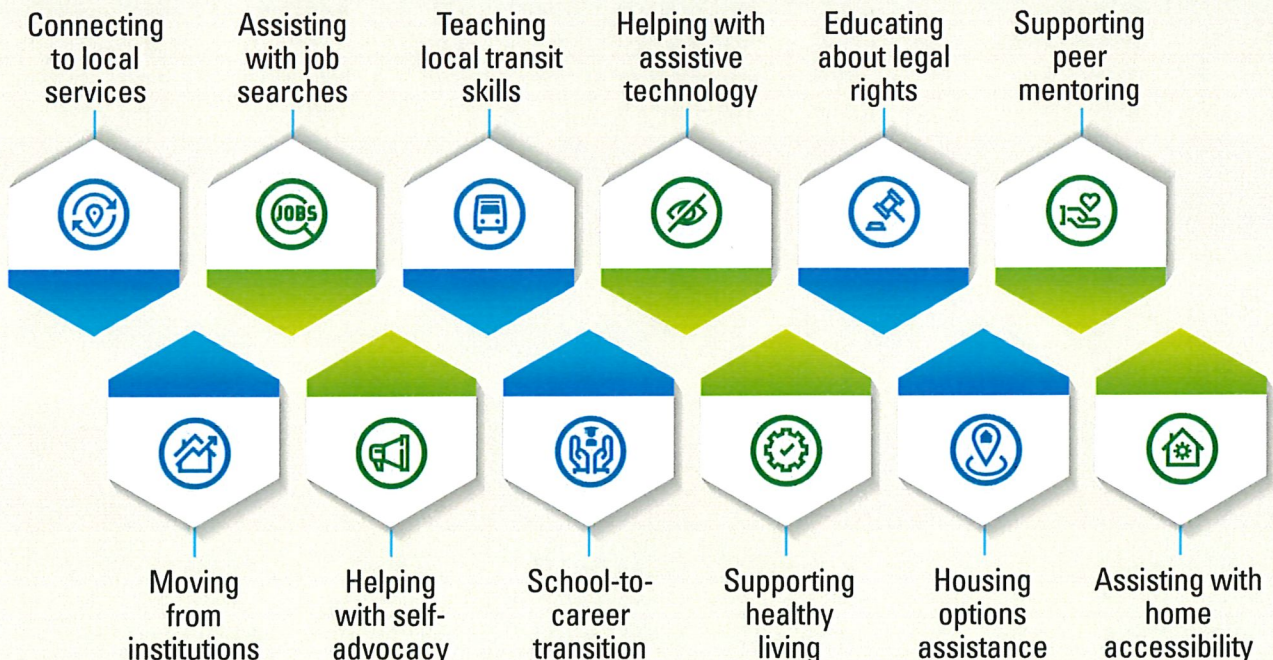 Connecting
to local
services
Assisting
with job
searches
Teaching
local transit
skills
Helping with
assistive
technology
Educating
about legal
rights
Supporting
peer
mentoring
JOBS
Moving
from
institutions
Helping
with self-
advocacy
School-to-
career
transition
Supporting
healthy
living
Housing
options
assistance
Assisting with
home
accessibility